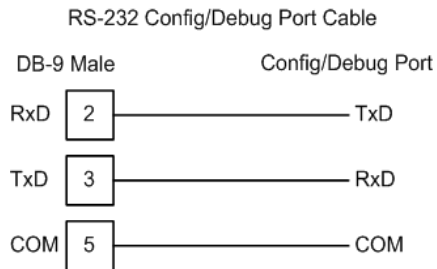 RS-232 Config/Debug Port Cable
DB-9 Male Config/Debug Port
RxD 2 TxD
TxD 3 RxD
COM 5 COM